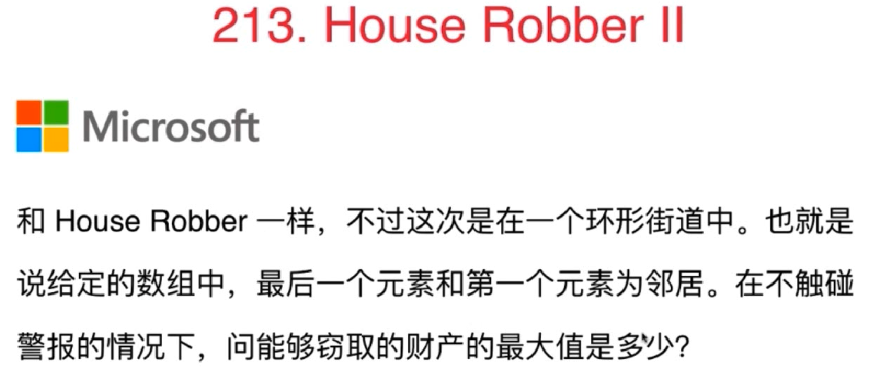 213. House Robber II
Microsoft
和 House Robber 一样，不过这次是在一个环形街道中。也就是
说给定的数组中，最后一个元素和第一个元素为邻居。在不触碰
警报的情况下，问能够窃取的财产的最大值是多少？